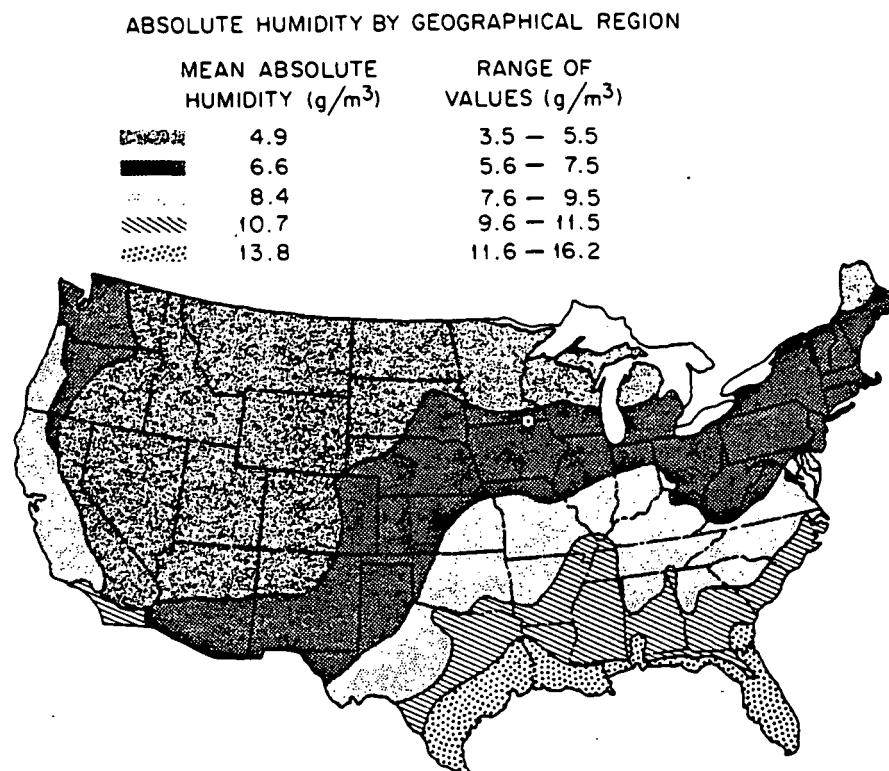 ABSOLUTE HUMIDITY BY GEOGRAPHICAL REGION
MEAN ABSOLUTE HUMIDITY (g/m³)
RANGE OF VALUES (g/m³)
4.9 3.5 – 5.5
6.6 5.6 – 7.5
8.4 7.6 – 9.5
10.7 9.6 – 11.5
13.8 11.6 – 16.2